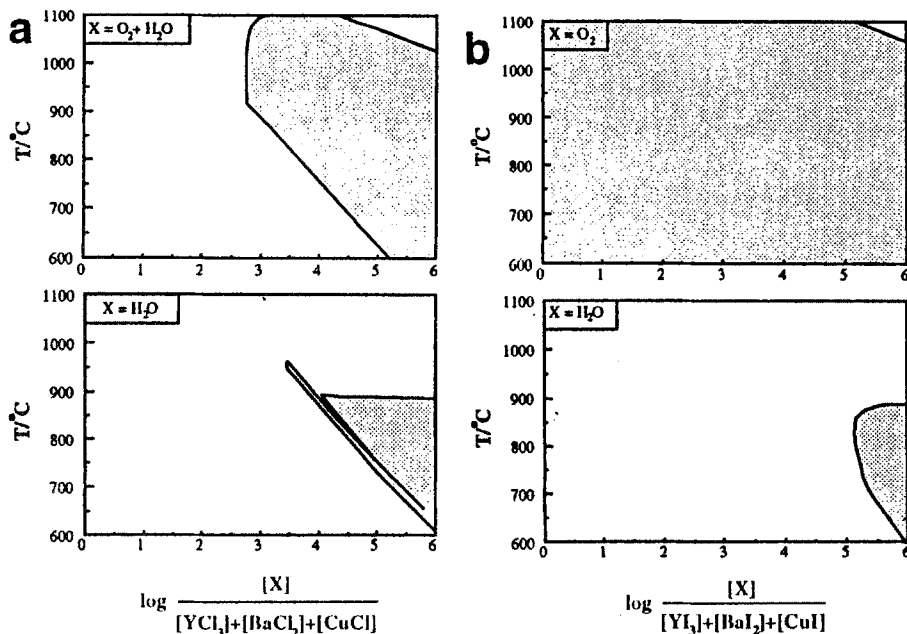 a
X = O₂+ H₂O
T/°C
1100
1000
900
800
700
600
0 1 2 3 4 5 6
b
X = O₂
T/°C
1100
1000
900
800
700
600
0 1 2 3 4 5 6
X = H₂O
T/°C
1100
1000
900
800
700
600
0 1 2 3 4 5 6
log [X]
[YCl₃]+[BaCl₂]+[CuCl]
X = H₂O
T/°C
1100
1000
900
800
700
600
0 1 2 3 4 5 6
log [X]
[YI₃]+[BaI₂]+[CuI]